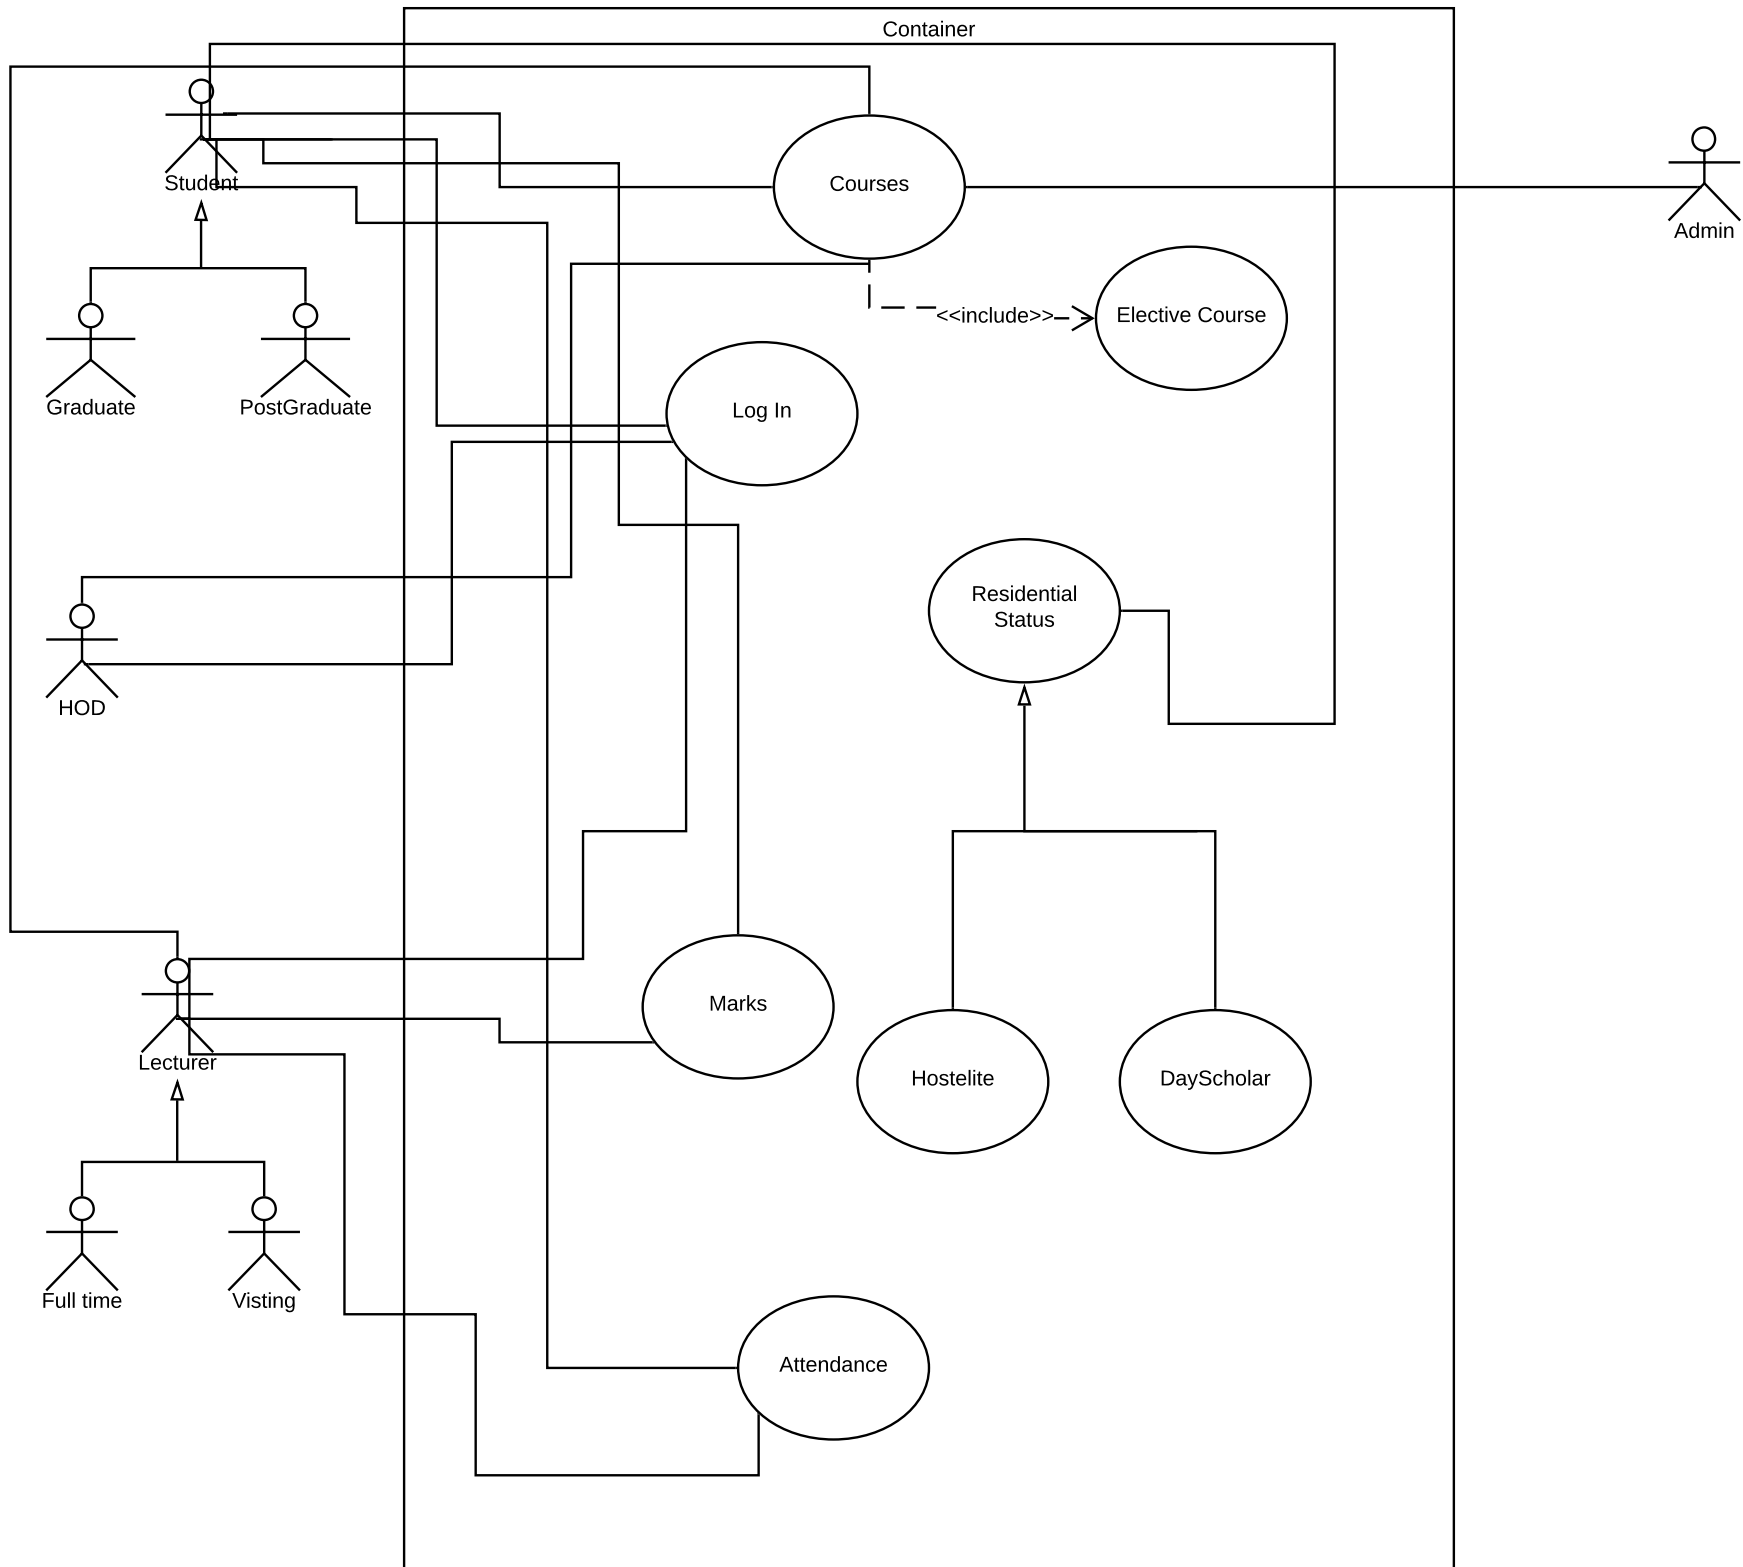 Container
Student
Courses
Admin
<<include>>
Elective Course
Graduate
PostGraduate
Log In
Residential
Status
HOD
Marks
Lecturer
Hostelite
DayScholar
Full time
Visting
Attendance